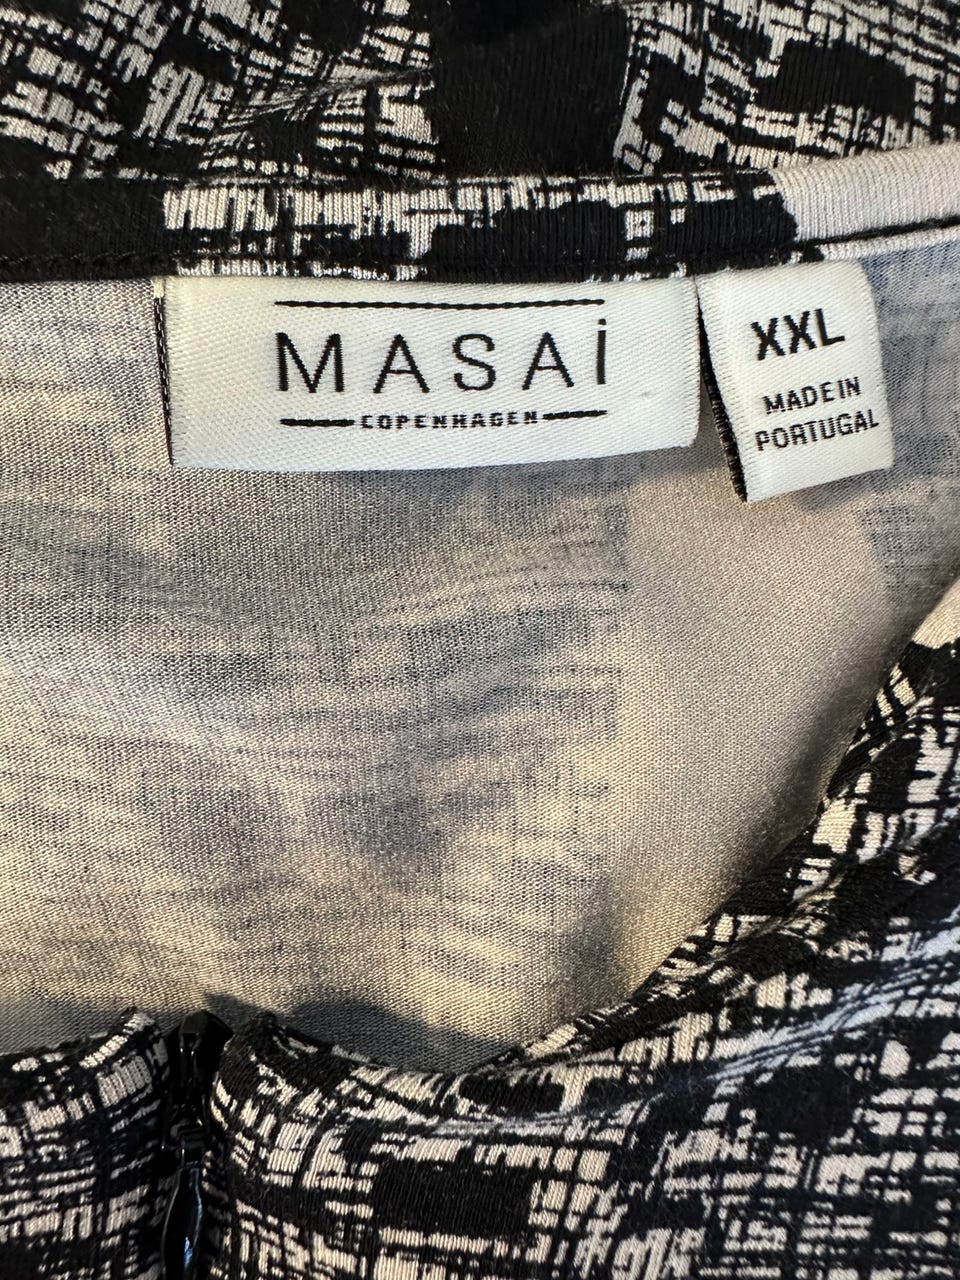 MASAi
COPENHAGEN
XXL
MADE IN
PORTUGAL